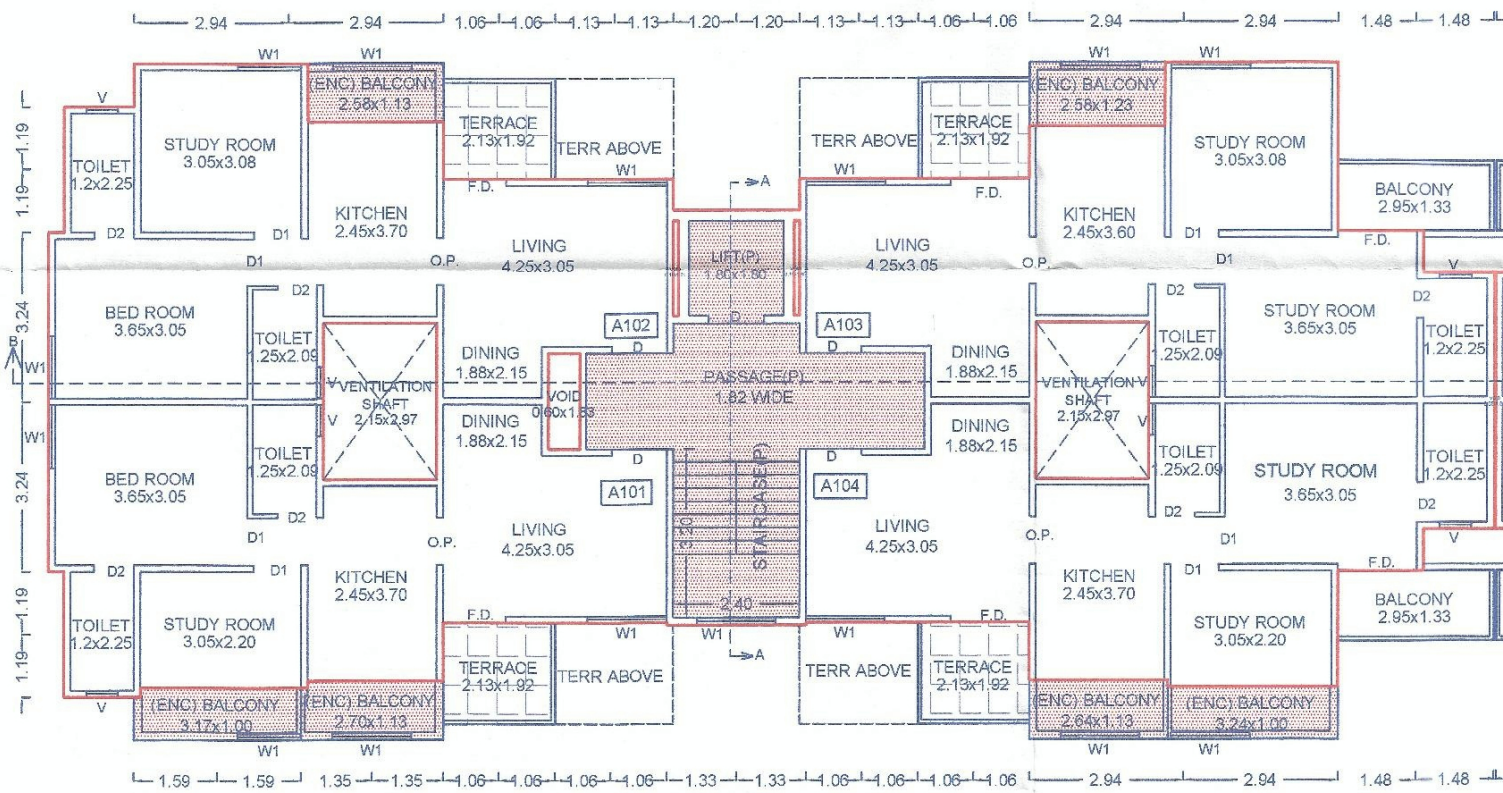 2.94 2.94 1.06 1.06 1.13 1.13 1.20 1.20 1.06 1.06 2.94 2.94 1.48 1.48
W1 W1 W1 W1
V
(ENC) BALCONY
2.58x1.13
(ENC) BALCONY
2.58x1.23
1.19
1.19
3.24
3.24
1.19
1.19
STUDY ROOM
3.05x3.08
TOILET
1.2x2.25
TERRACE
2.13x1.92
TERR ABOVE
W1
F.D.
TERR ABOVE
W1
TERRACE
2.13x1.92
F.D.
STUDY ROOM
3.05x3.08
BALCONY
2.95x1.33
F.D.
A
KITCHEN
2.45x3.70
LIVING
4.25x3.05
LIFT(P)
1.80x1.80
D
LIVING
4.25x3.05
KITCHEN
2.45x3.60
D2 D1
D1 O.P.
O.P. D1
D1
V
BED ROOM
3.65x3.05
D2
TOILET
1.25x2.09
A102
D
A103
D
D2
TOILET
1.25x2.09
STUDY ROOM
3.65x3.05
D2
TOILET
1.2x2.25
B
W1
V
VENTILATION
SHAFT
2.15x2.97
V
DINING
1.88x2.15
VOID
0.60x1.83
PASSAGE(P)
1.82 WIDE
DINING
1.88x2.15
VENTILATION
SHAFT
2.15x2.97
V
V
DINING
1.88x2.15
DINING
1.88x2.15
W1
BED ROOM
3.65x3.05
TOILET
1.25x2.09
D2
D
A101
STAIRCASE(P)
3.20
2.40
D
A104
TOILET
1.25x2.09
D2
STUDY ROOM
3.65x3.05
TOILET
1.2x2.25
D2
V
D1 O.P.
LIVING
4.25x3.05
LIVING
4.25x3.05
O.P. D1
D2 D1
KITCHEN
2.45x3.70
KITCHEN
2.45x3.70
D1
F.D.
TOILET
1.2x2.25
STUDY ROOM
3.05x2.20
F.D.
W1
W1
W1
F.D.
STUDY ROOM
3.05x2.20
BALCONY
2.95x1.33
A
TERRACE
2.13x1.92
TERR ABOVE
TERR ABOVE
TERRACE
2.13x1.92
V
(ENC) BALCONY
3.17x1.00
(ENC) BALCONY
2.70x1.13
(ENC) BALCONY
2.64x1.13
(ENC) BALCONY
3.24x1.00
W1 W1 W1 W1
1.59 1.59 1.35 1.35 1.06 1.06 1.13 1.13 1.33 1.33 1.06 1.06 1.06 1.06 2.94 2.94 1.48 1.48